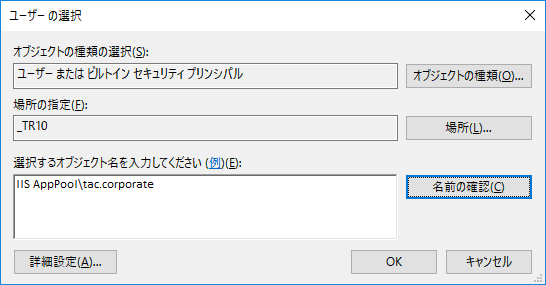 ユーザー の選択
オブジェクトの種類の選択(S):
ユーザー または ビルトイン セキュリティ プリンシパル
オブジェクトの種類(O)...
場所の指定(F):
_TR10
場所(L)...
選択するオブジェクト名を入力してください (例)(E):
IIS AppPool\tac.corporate
名前の確認(C)
詳細設定(A)...
OK
キャンセル